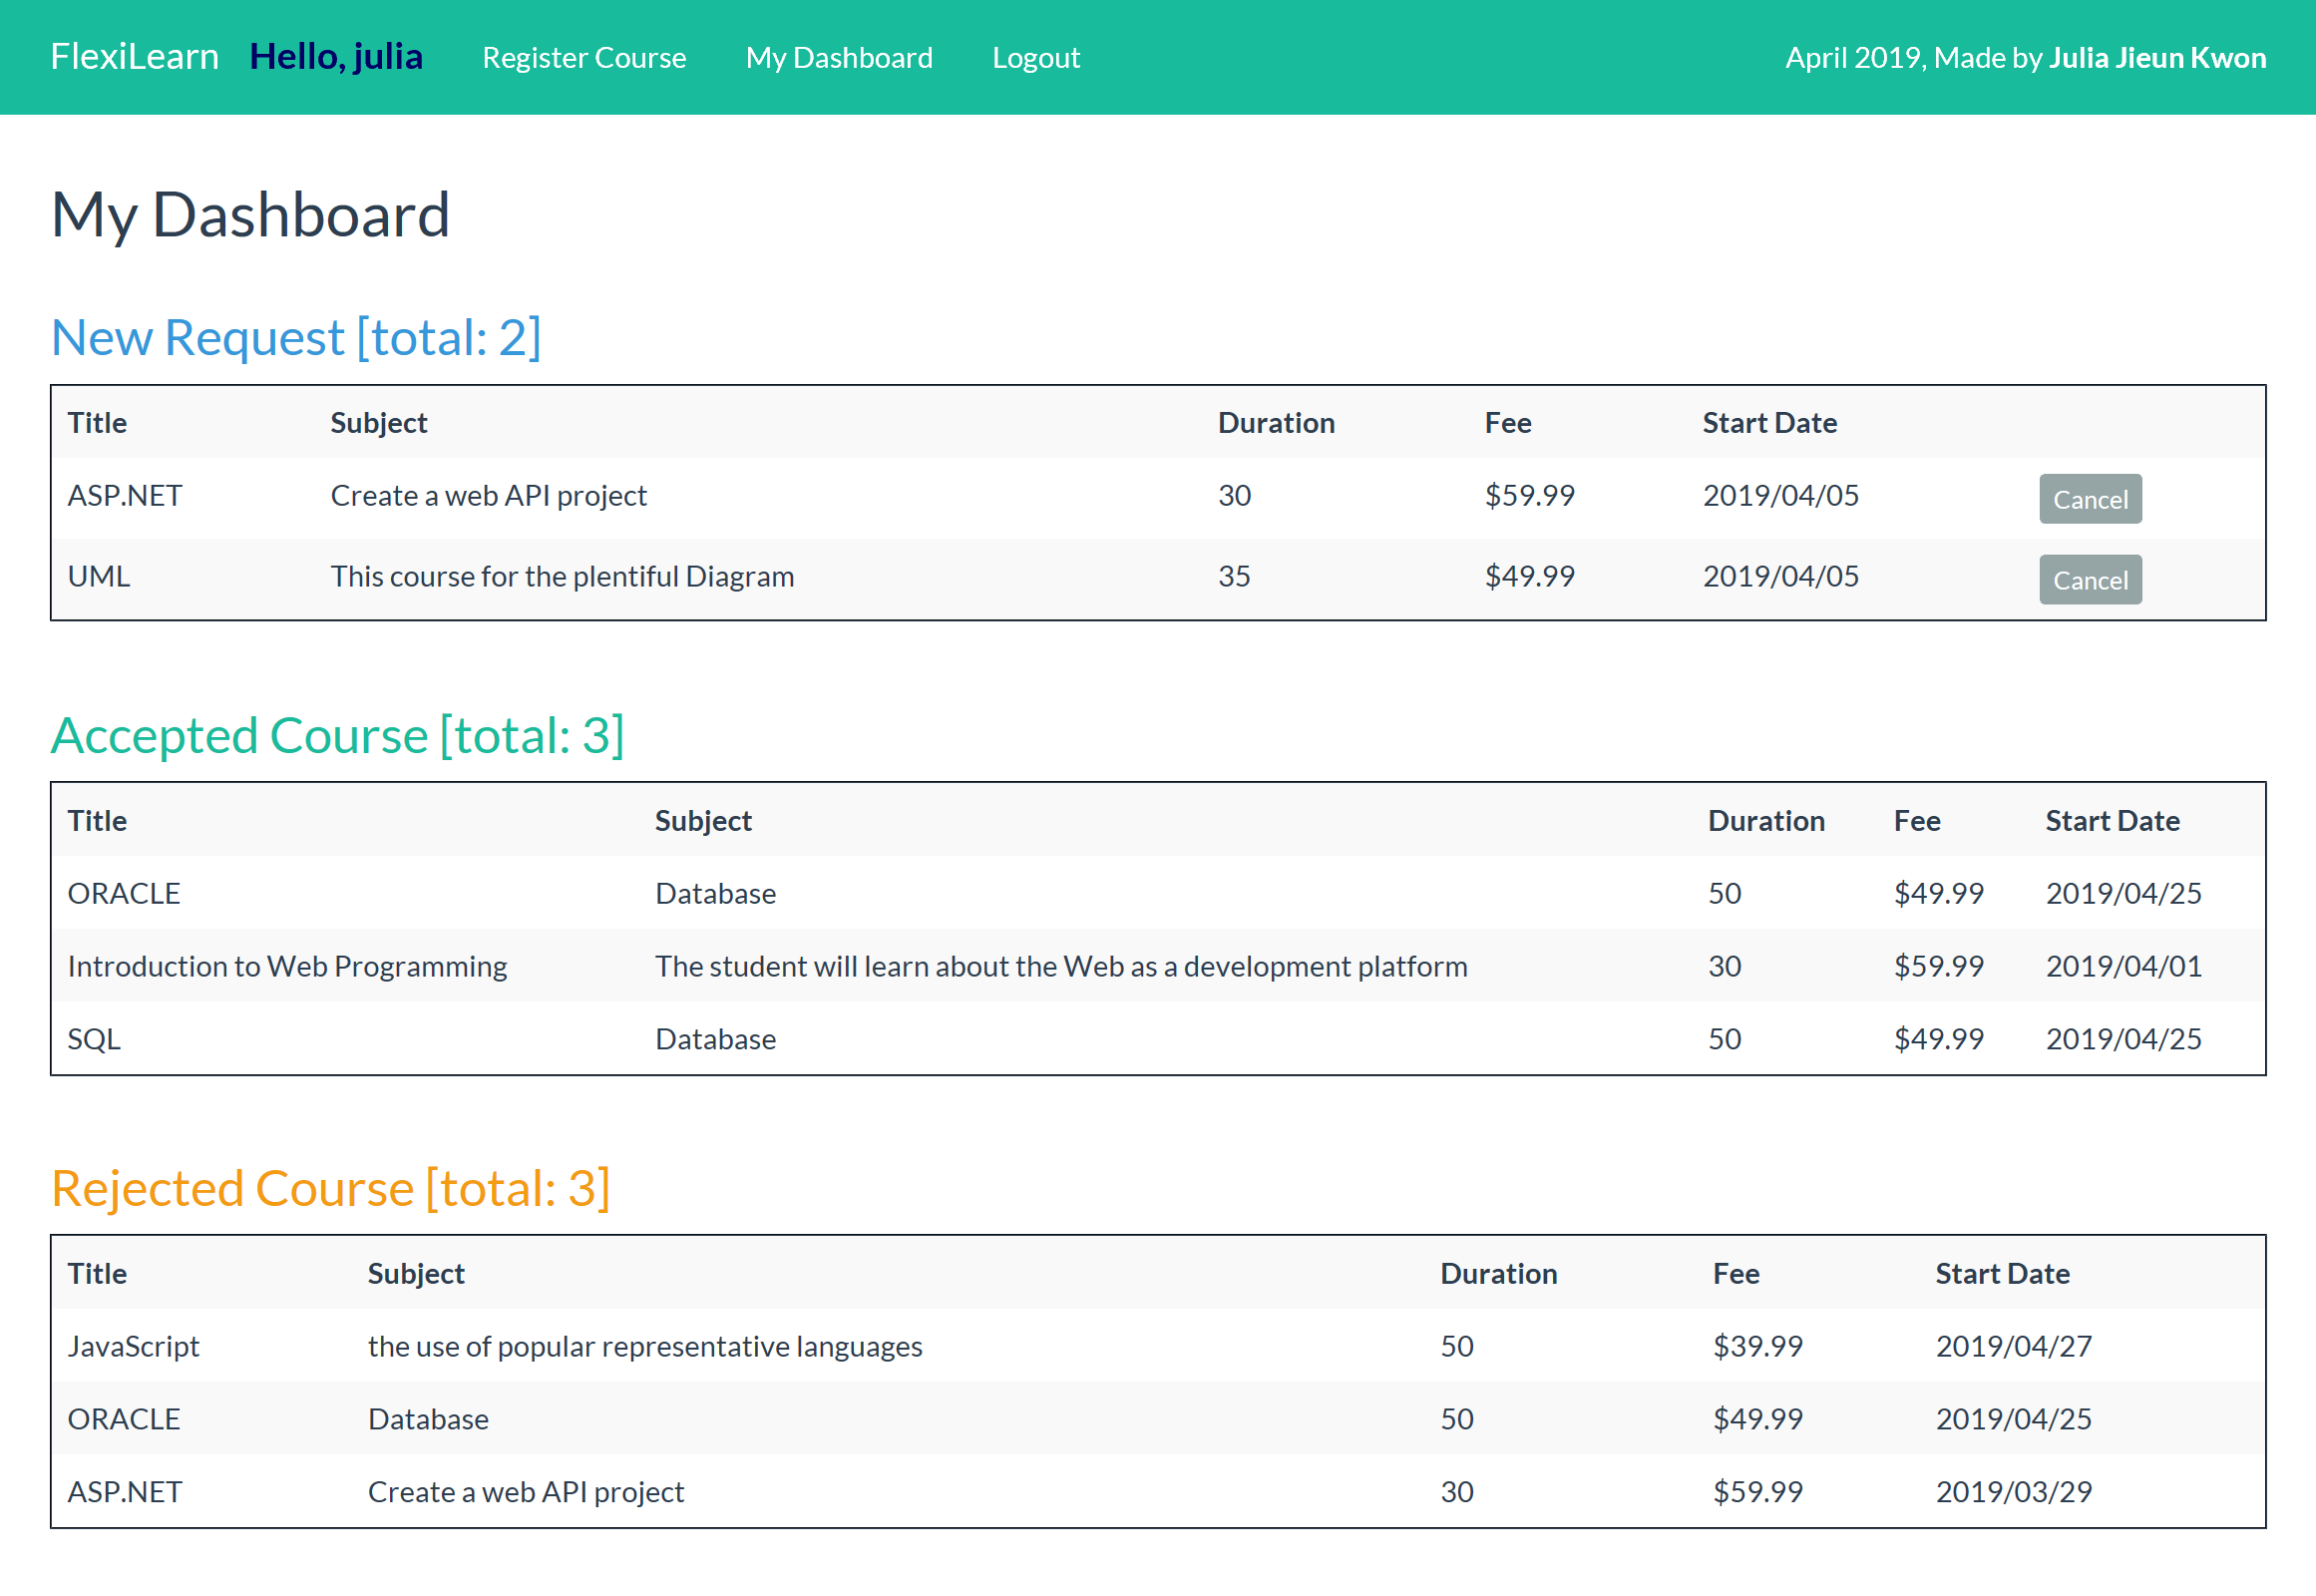 FlexiLearn Hello, julia Register Course My Dashboard Logout April 2019, Made by Julia Jieun Kwon
My Dashboard
New Request [total: 2]
Title Subject Duration Fee Start Date
ASP.NET Create a web API project 30 $59.99 2019/04/05 Cancel
UML This course for the plentiful Diagram 35 $49.99 2019/04/05 Cancel
Accepted Course [total: 3]
Title Subject Duration Fee Start Date
ORACLE Database 50 $49.99 2019/04/25
Introduction to Web Programming The student will learn about the Web as a development platform 30 $59.99 2019/04/01
SQL Database 50 $49.99 2019/04/25
Rejected Course [total: 3]
Title Subject Duration Fee Start Date
JavaScript the use of popular representative languages 50 $39.99 2019/04/27
ORACLE Database 50 $49.99 2019/04/25
ASP.NET Create a web API project 30 $59.99 2019/03/29